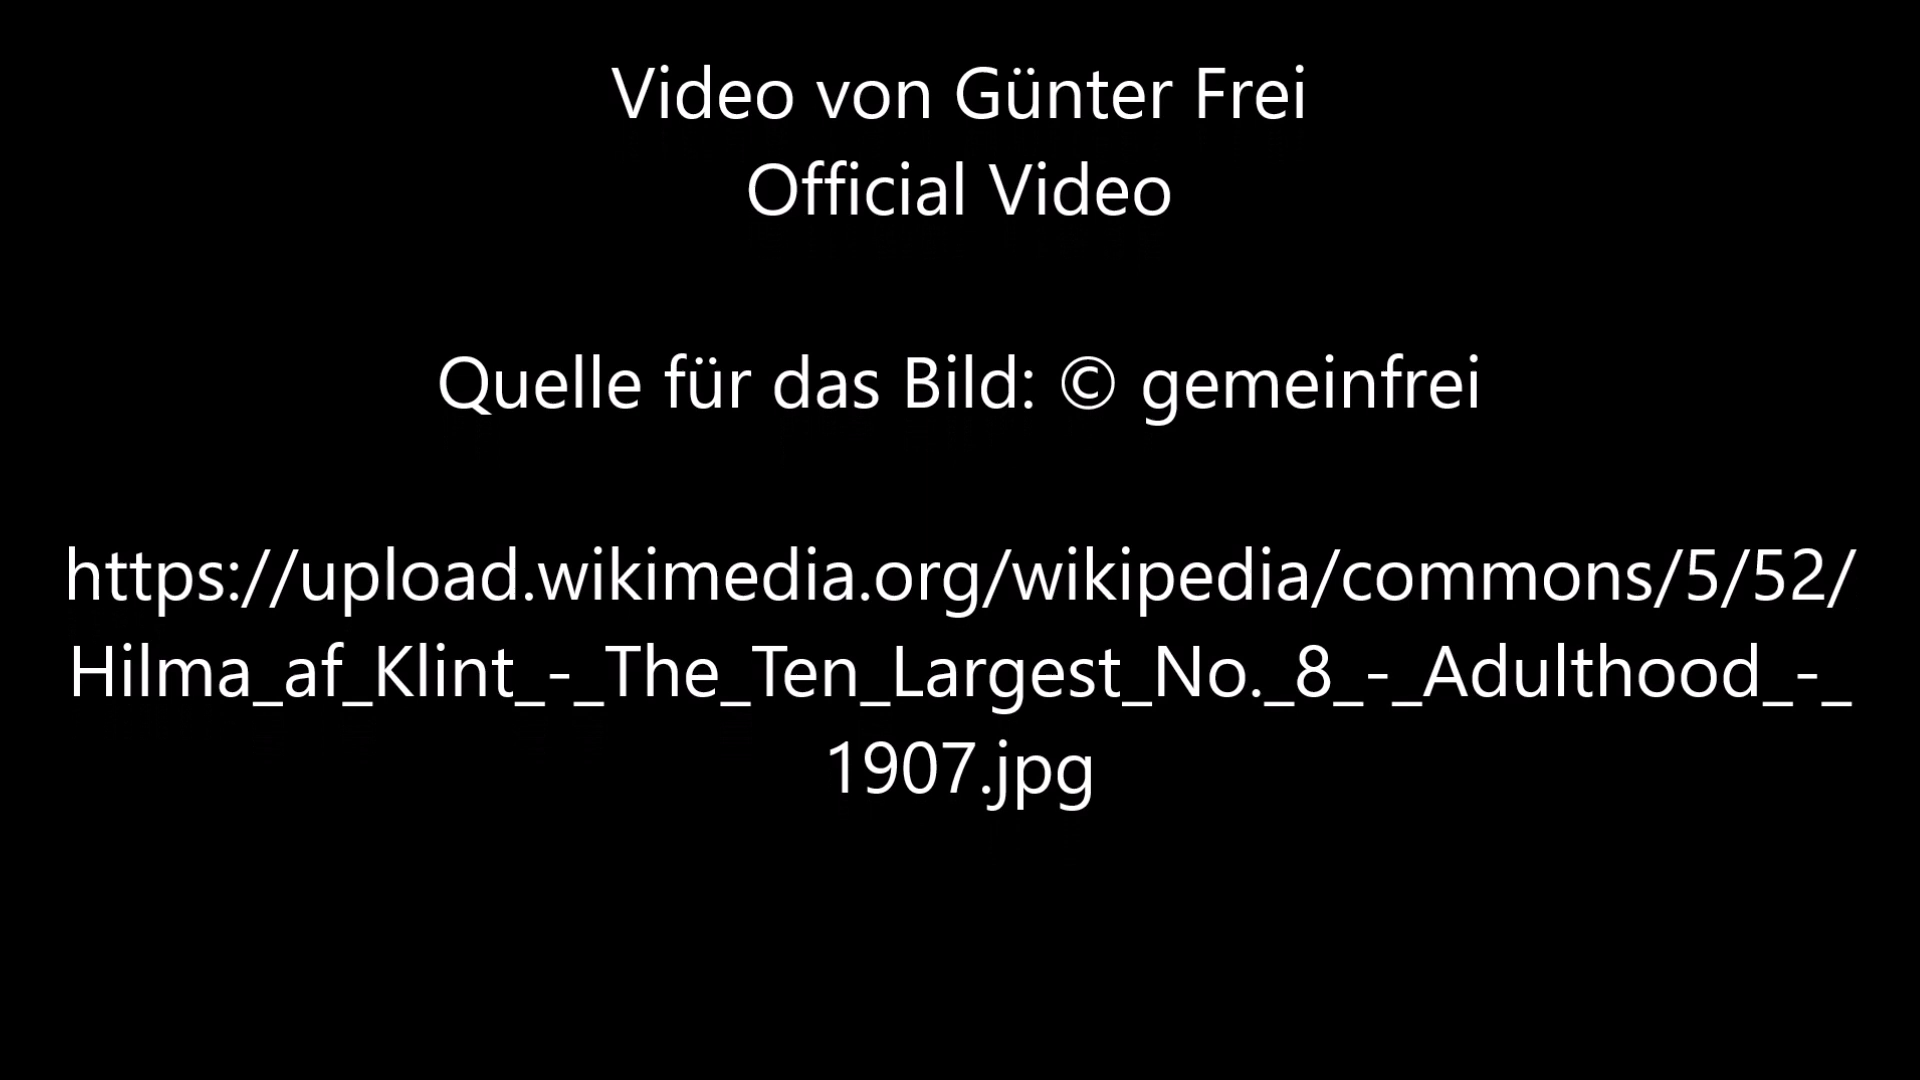 Video von Günter Frei
Official Video
Quelle für das Bild: © gemeinfrei
https://upload.wikimedia.org/wikipedia/commons/5/52/
Hilma_af_Klint_-_The_Ten_Largest_No._8_-_Adulthood_-_
1907.jpg